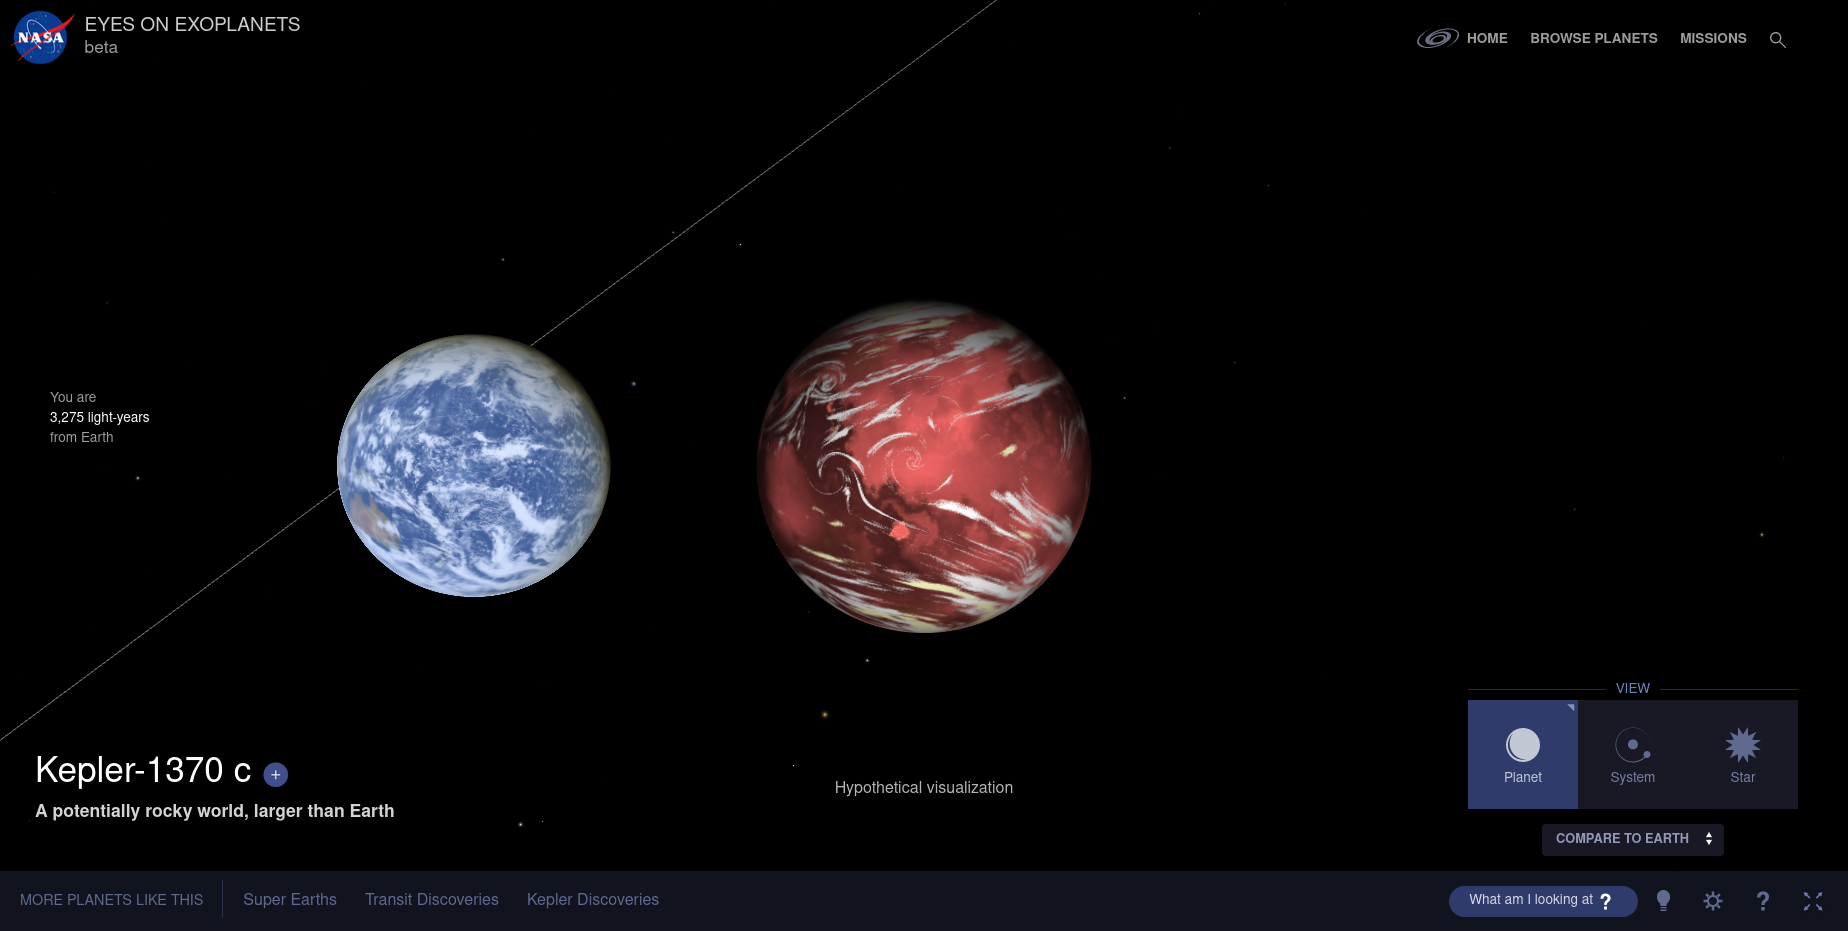 NASA
EYES ON EXOPLANETS
beta
HOME
BROWSE PLANETS
MISSIONS
You are
3,275 light-years
from Earth
Kepler-1370 c +
A potentially rocky world, larger than Earth
Hypothetical visualization
VIEW
Planet
System
Star
COMPARE TO EARTH
MORE PLANETS LIKE THIS
Super Earths
Transit Discoveries
Kepler Discoveries
What am I looking at ?
?